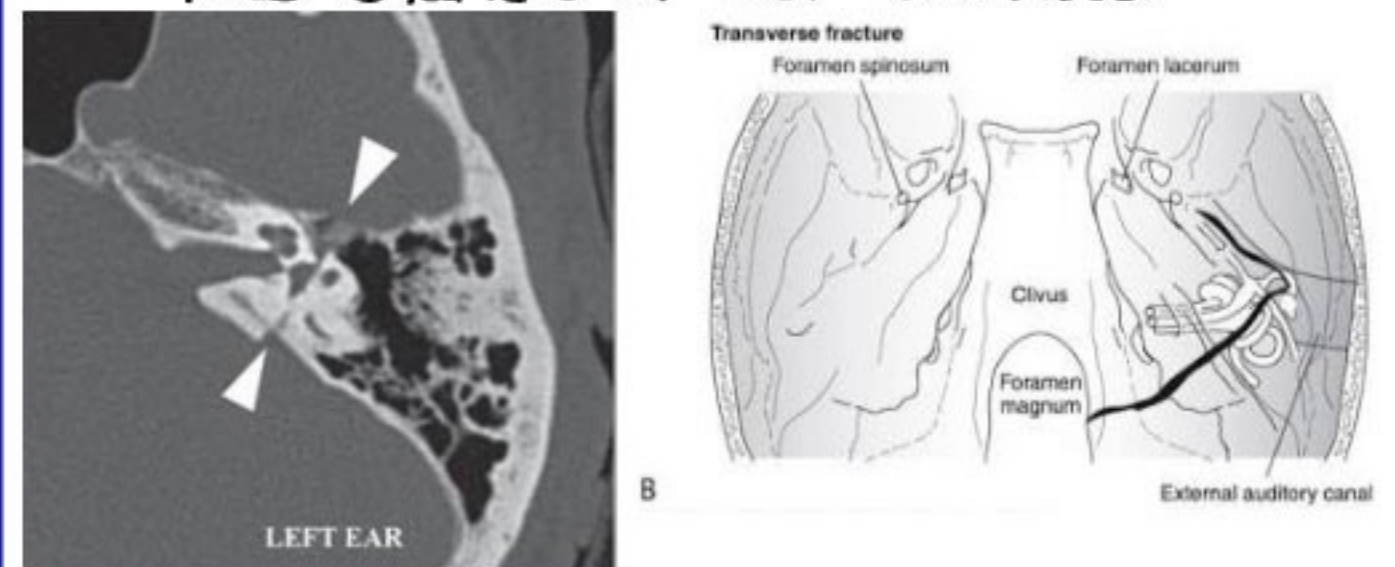 Transverse fracture
Foramen spinosum
Foramen lacerum
Clivus
Foramen
magnum
B
External auditory canal
LEFT EAR